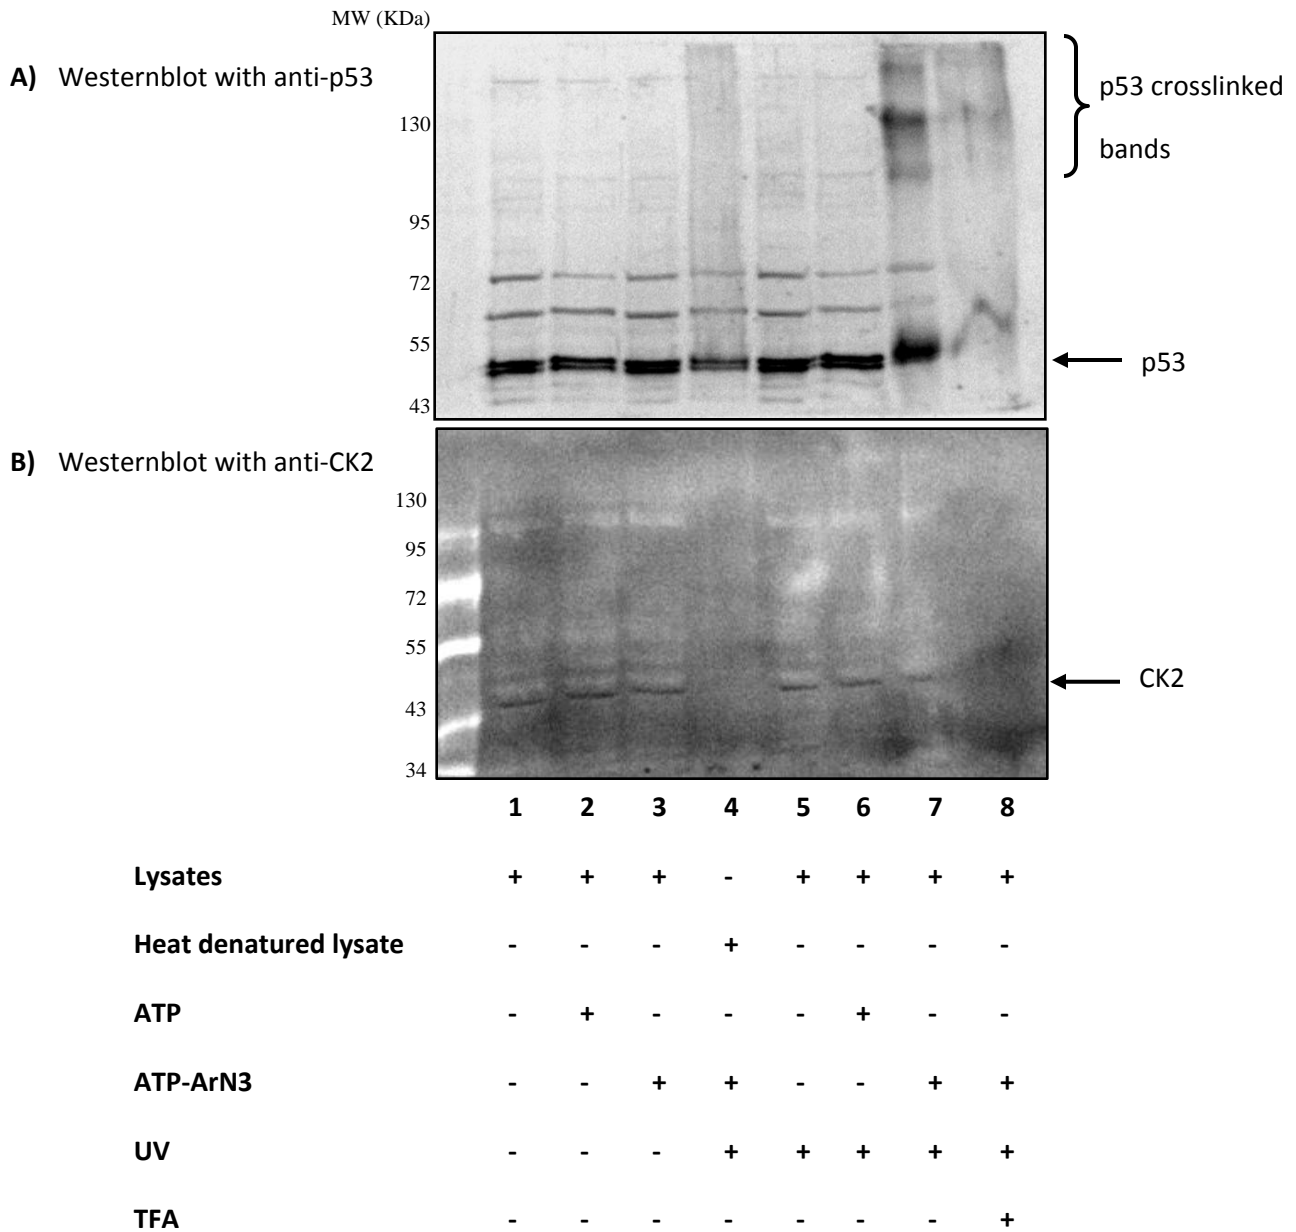 MW (KDa)
A) Westernblot with anti-p53
130
95
72
55
43
p53 crosslinked
bands
p53
B) Westernblot with anti-CK2
130
95
72
55
43
34
CK2
1 2 3 4 5 6 7 8
Lysates + + + - + + + +
Heat denatured lysate - - - + - - - -
ATP - + - - - + - -
ATP-ArN3 - - + + - - + +
UV - - - + + + + +
TFA - - - - - - - +